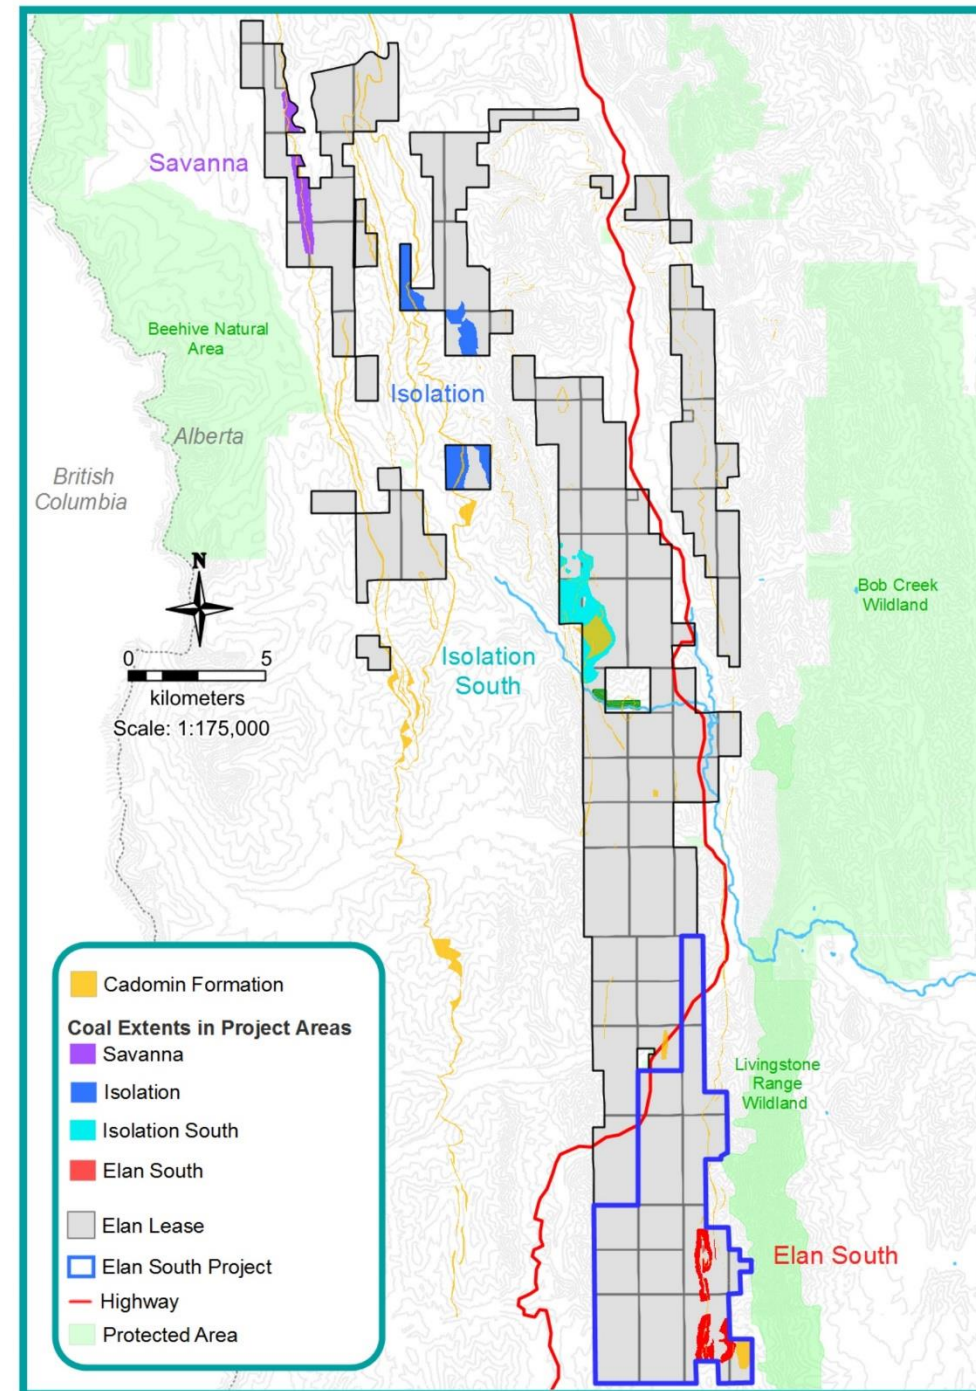 Savanna
Beehive Natural
Area
Isolation
Alberta
British
Columbia
N
Bob Creek
Wildland
0 5
kilometers
Scale: 1:175,000
Isolation
South
Cadomin Formation
Coal Extents in Project Areas
Savanna
Isolation
Isolation South
Elan South
Elan Lease
Elan South Project
Highway
Protected Area
Livingstone
Range
Wildland
Elan South